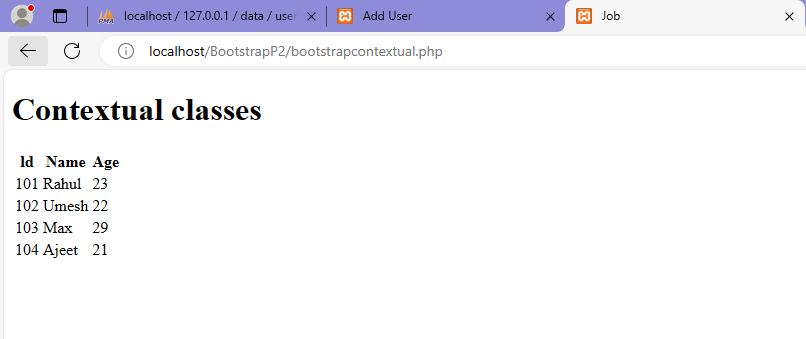 localhost / 127.0.0.1 / data / user
Add User
Job
localhost/BootstrapP2/bootstrapcontextual.php
Contextual classes
Id Name Age
101 Rahul 23
102 Umesh 22
103 Max 29
104 Ajeet 21